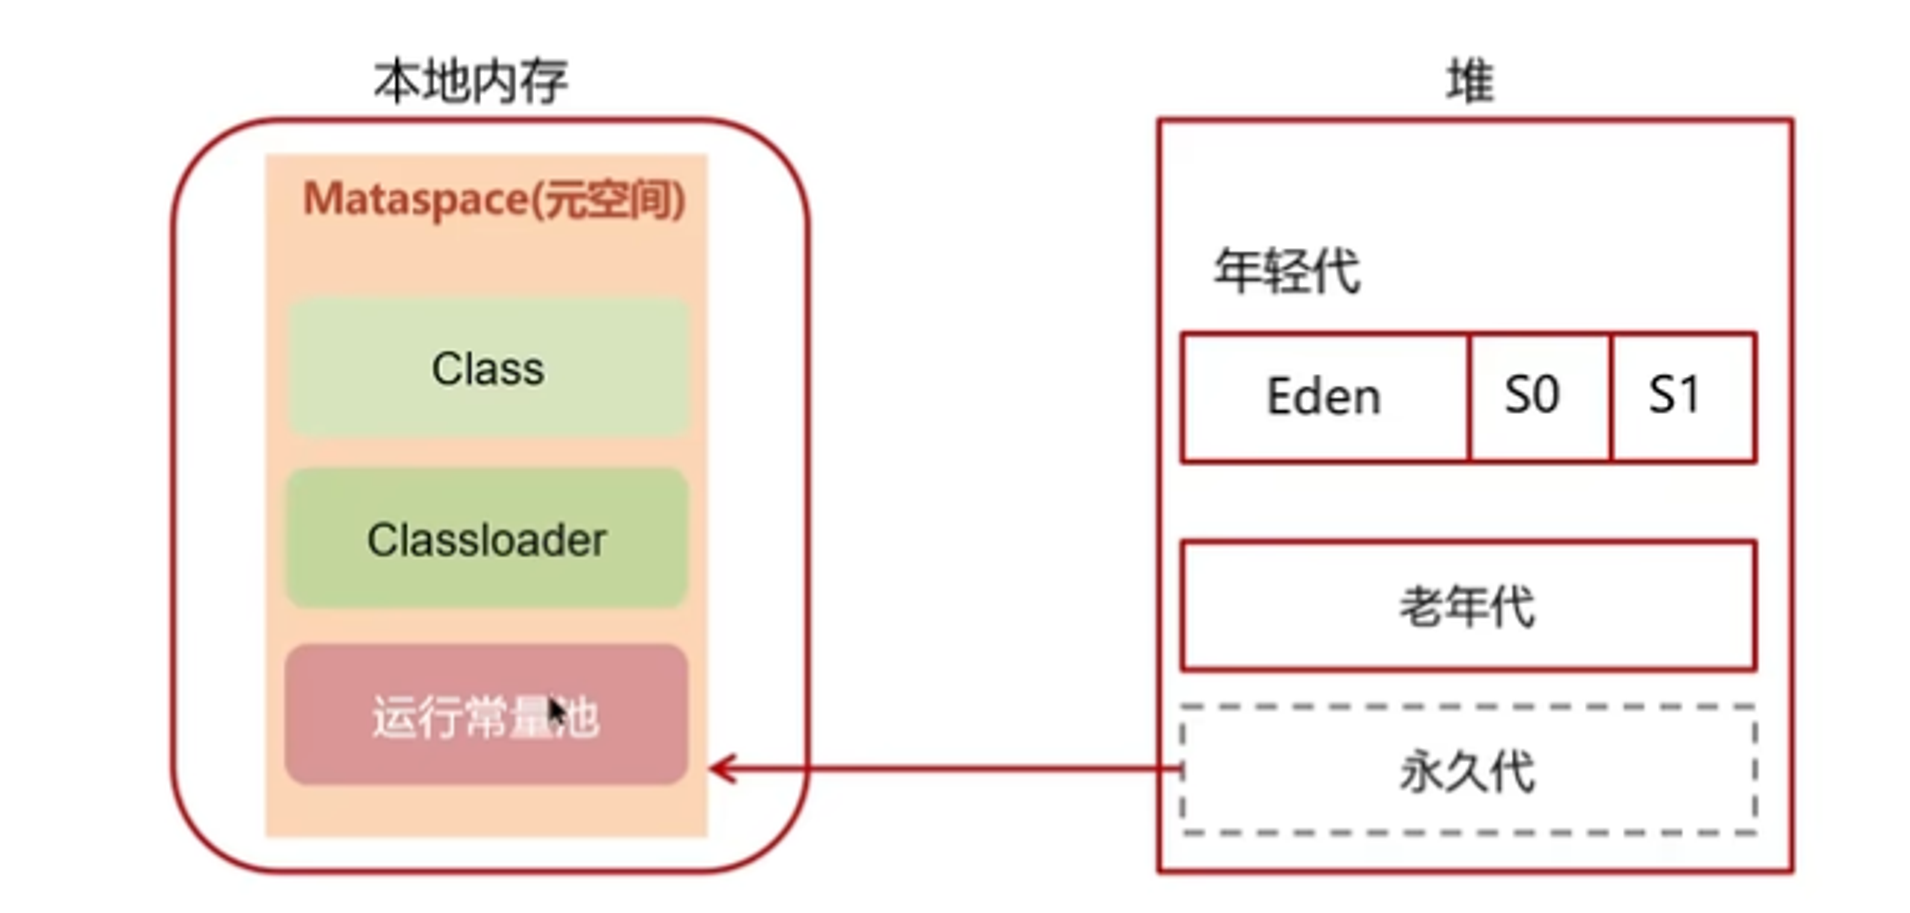 本地内存
Mataspace(元空间)
Class
Classloader
运行常量池
堆
年轻代
Eden
S0
S1
老年代
永久代